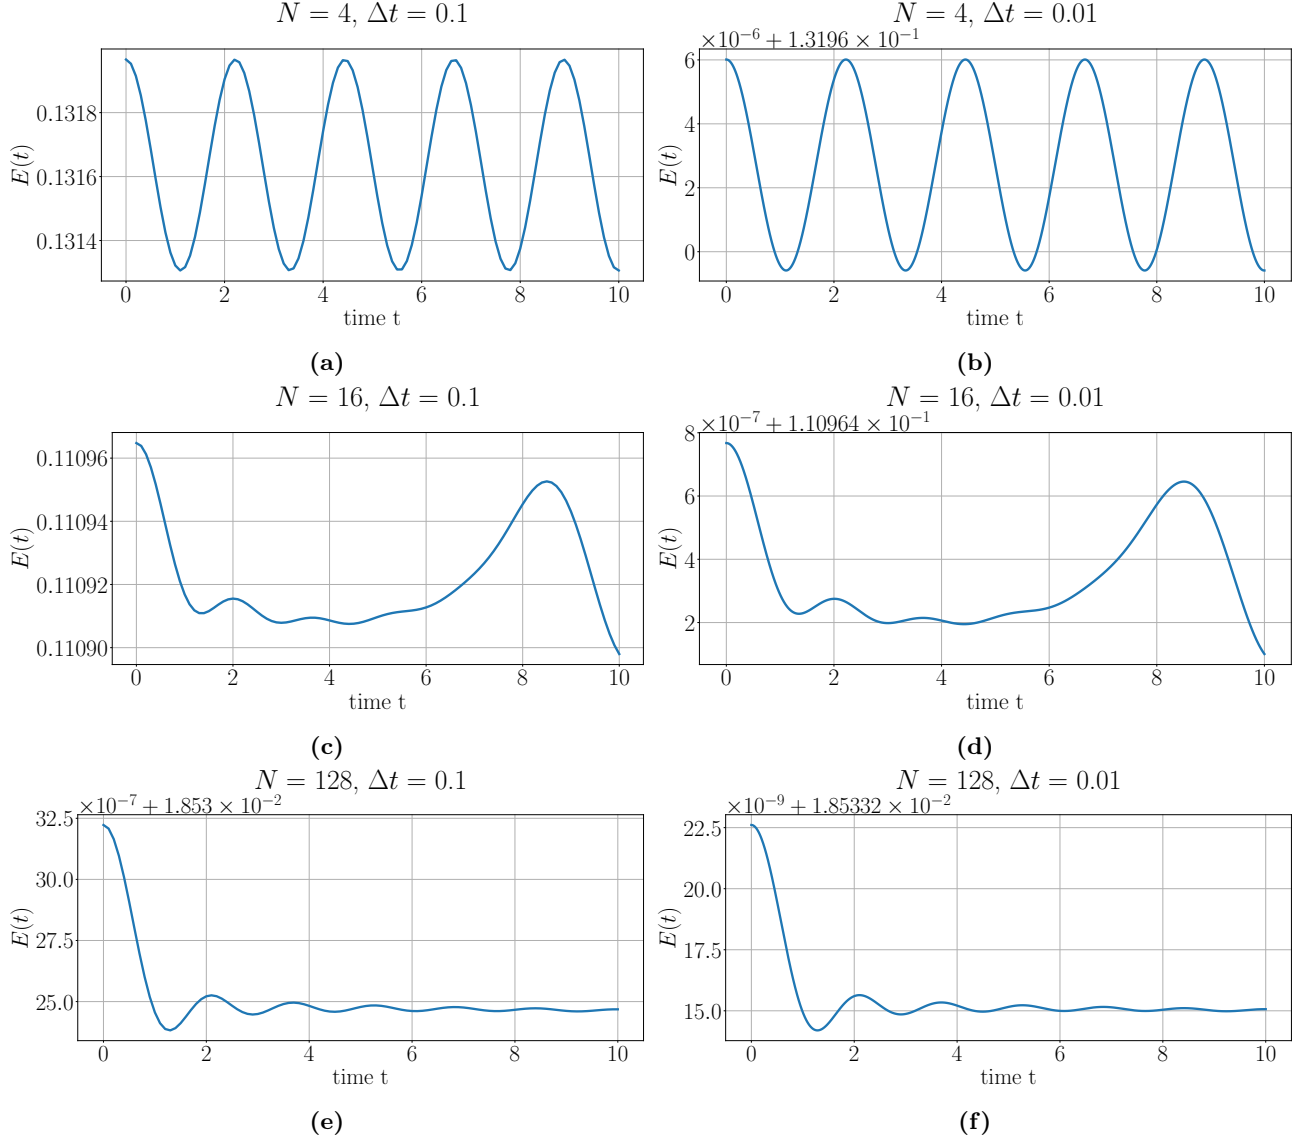 N = 4, Δt = 0.1
E(t)
0.1318
0.1316
0.1314
0 2 4 6 8 10
time t
(a)
N = 4, Δt = 0.01
×10⁻⁶ + 1.3196 × 10⁻¹
E(t)
6
4
2
0
0 2 4 6 8 10
time t
(b)
N = 16, Δt = 0.1
E(t)
0.11096
0.11094
0.11092
0.11090
0 2 4 6 8 10
time t
(c)
N = 16, Δt = 0.01
×10⁻⁷ + 1.10964 × 10⁻¹
E(t)
8
6
4
2
0 2 4 6 8 10
time t
(d)
N = 128, Δt = 0.1
×10⁻⁷ + 1.853 × 10⁻²
E(t)
32.5
30.0
27.5
25.0
0 2 4 6 8 10
time t
(e)
N = 128, Δt = 0.01
×10⁻⁹ + 1.85332 × 10⁻²
E(t)
22.5
20.0
17.5
15.0
0 2 4 6 8 10
time t
(f)